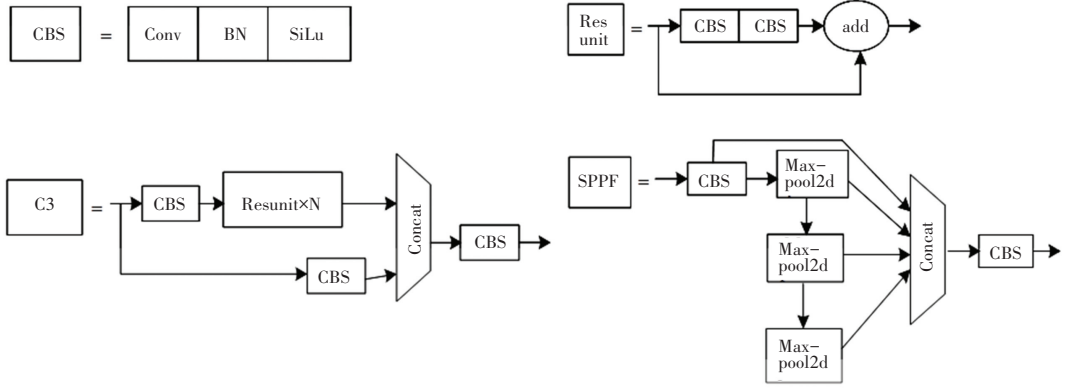 CBS = Conv BN SiLu
Res
unit
= CBS CBS add
C3 = CBS Resunit×N
CBS
Concat
CBS
SPPF = CBS
Max-
pool2d
Max-
pool2d
Max-
pool2d
Concat
CBS